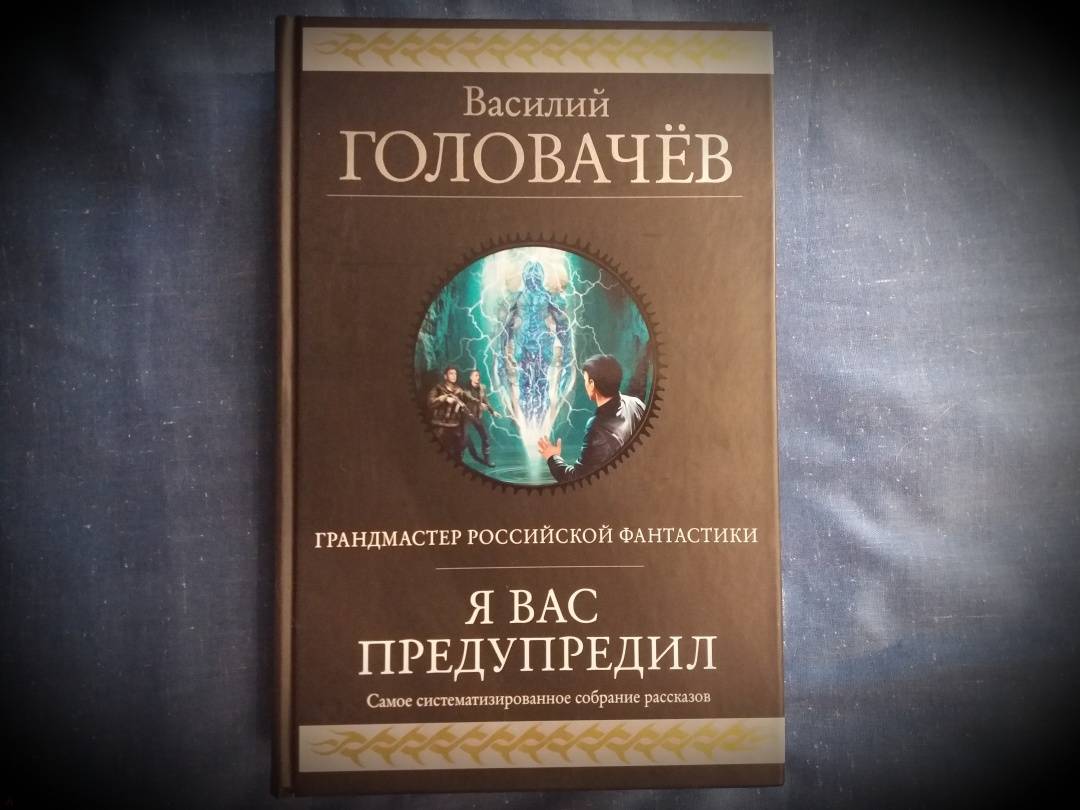 Василий
ГОЛОВАЧЁВ
ГРАНДМАСТЕР РОССИЙСКОЙ ФАНТАСТИКИ
Я ВАС
ПРЕДУПРЕДИЛ
Самое систематизированное собрание рассказов